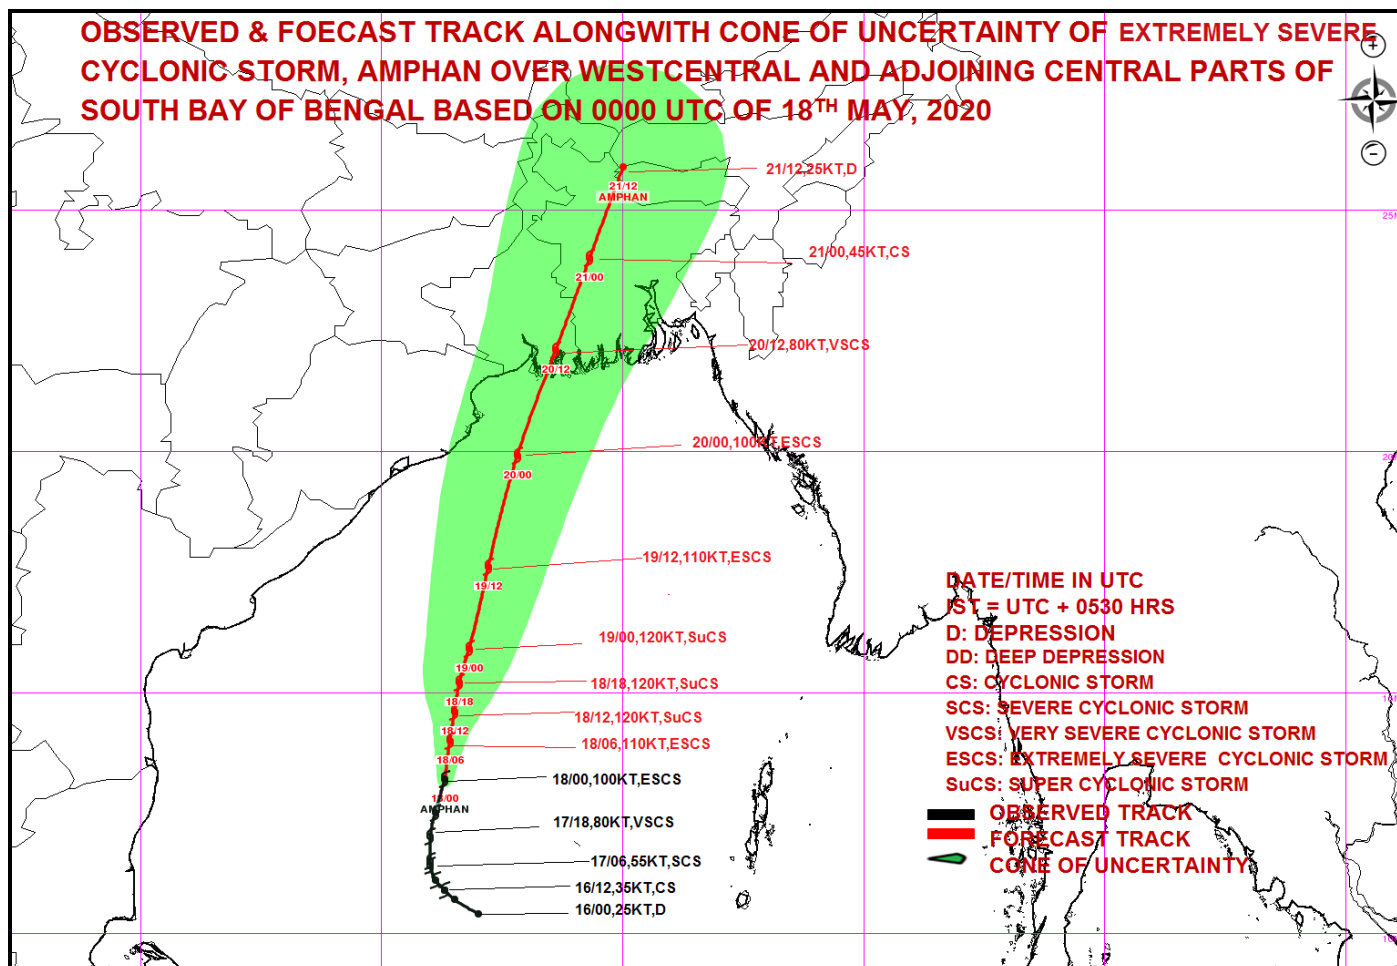 OBSERVED & FOECAST TRACK ALONGWITH CONE OF UNCERTAINTY OF EXTREMELY SEVERE
CYCLONIC STORM, AMPHAN OVER WESTCENTRAL AND ADJOINING CENTRAL PARTS OF
SOUTH BAY OF BENGAL BASED ON 0000 UTC OF 18TH MAY, 2020
21/12,25KT,D
21/12
AMPHAN
25N
21/00,45KT,CS
21/00
20/12,80KT,VSCS
20/12
20/00,100KT,ESCS
20N
20/00
19/12,110KT,ESCS
19/12
19/00,120KT,SuCS
19/00
18/18,120KT,SuCS
18/18
18/12,120KT,SuCS
18/12
18/06,110KT,ESCS
18/06
18/00,100KT,ESCS
18/00
AMPHAN
17/18,80KT,VSCS
17/06,55KT,SCS
16/12,35KT,CS
16/00,25KT,D
DATE/TIME IN UTC
IST = UTC + 0530 HRS
D: DEPRESSION
DD: DEEP DEPRESSION
CS: CYCLONIC STORM
15N
SCS: SEVERE CYCLONIC STORM
VSCS: VERY SEVERE CYCLONIC STORM
ESCS: EXTREMELY SEVERE CYCLONIC STORM
SuCS: SUPER CYCLONIC STORM
OBSERVED TRACK
FORECAST TRACK
CONE OF UNCERTAINTY
10N